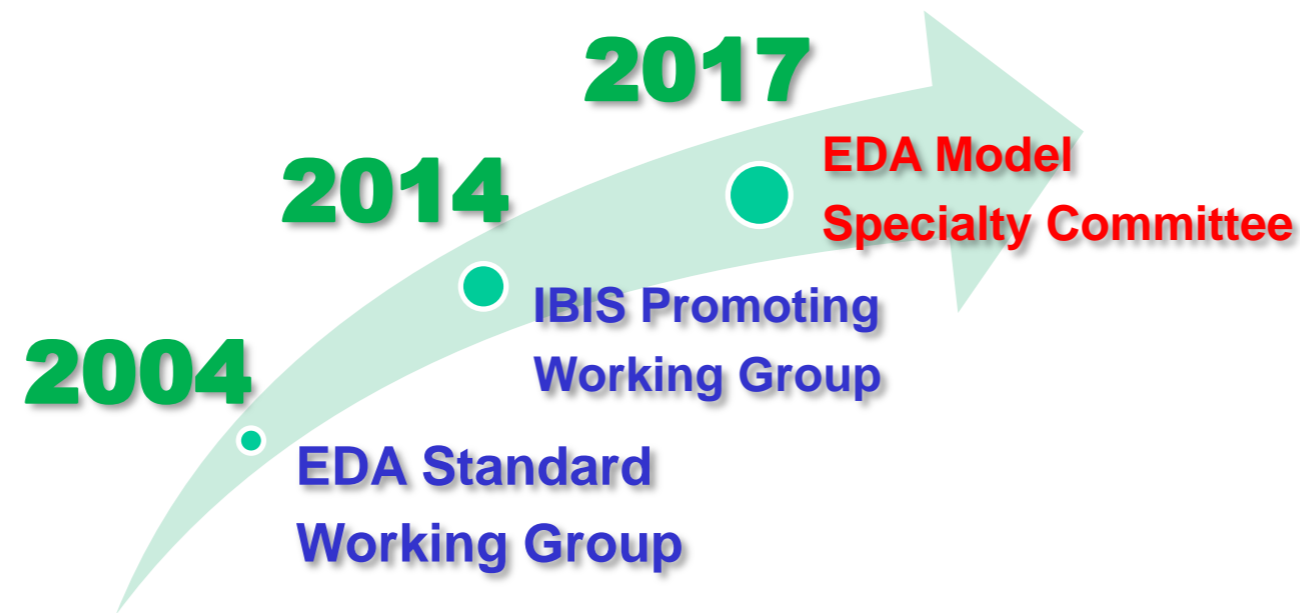 2017
EDA Model
Specialty Committee
2014
IBIS Promoting
Working Group
2004
EDA Standard
Working Group